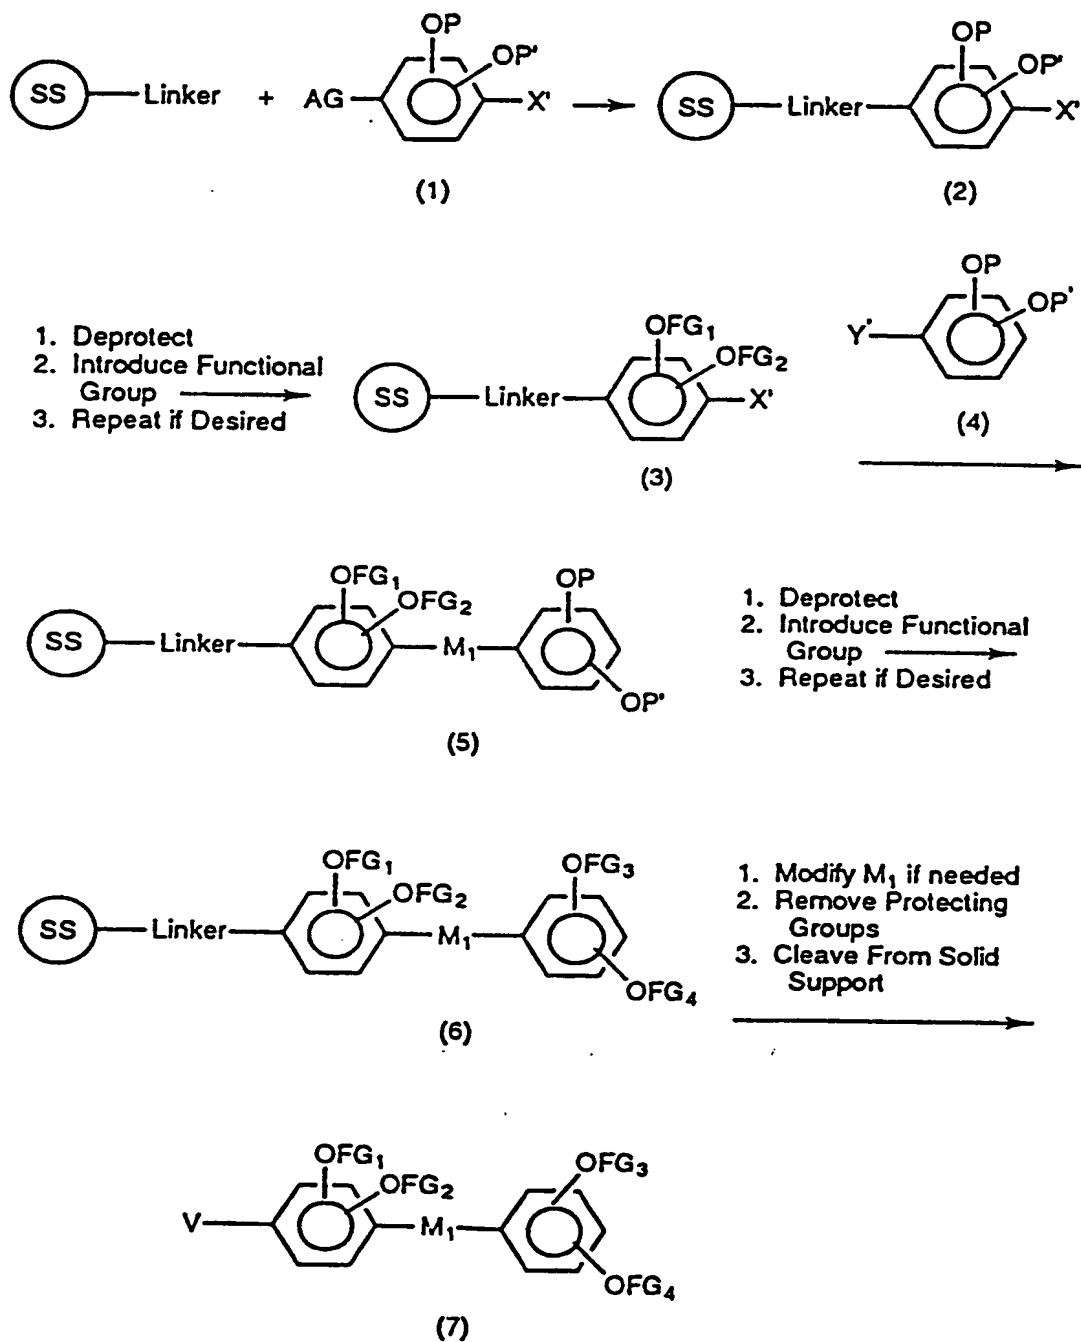 SS Linker + AG OP OP' X' SS Linker OP OP' X'
(1) (2)
1. Deprotect
2. Introduce Functional
Group
3. Repeat if Desired
SS Linker OFG₁ OFG₂ X'
(3)
Y' OP OP'
(4)
SS Linker OFG₁ OFG₂ M₁ OP OP'
(5)
1. Deprotect
2. Introduce Functional
Group
3. Repeat if Desired
SS Linker OFG₁ OFG₂ M₁ OFG₃ OFG₄
(6)
1. Modify M₁ if needed
2. Remove Protecting
Groups
3. Cleave From Solid
Support
V OFG₁ OFG₂ M₁ OFG₃ OFG₄
(7)